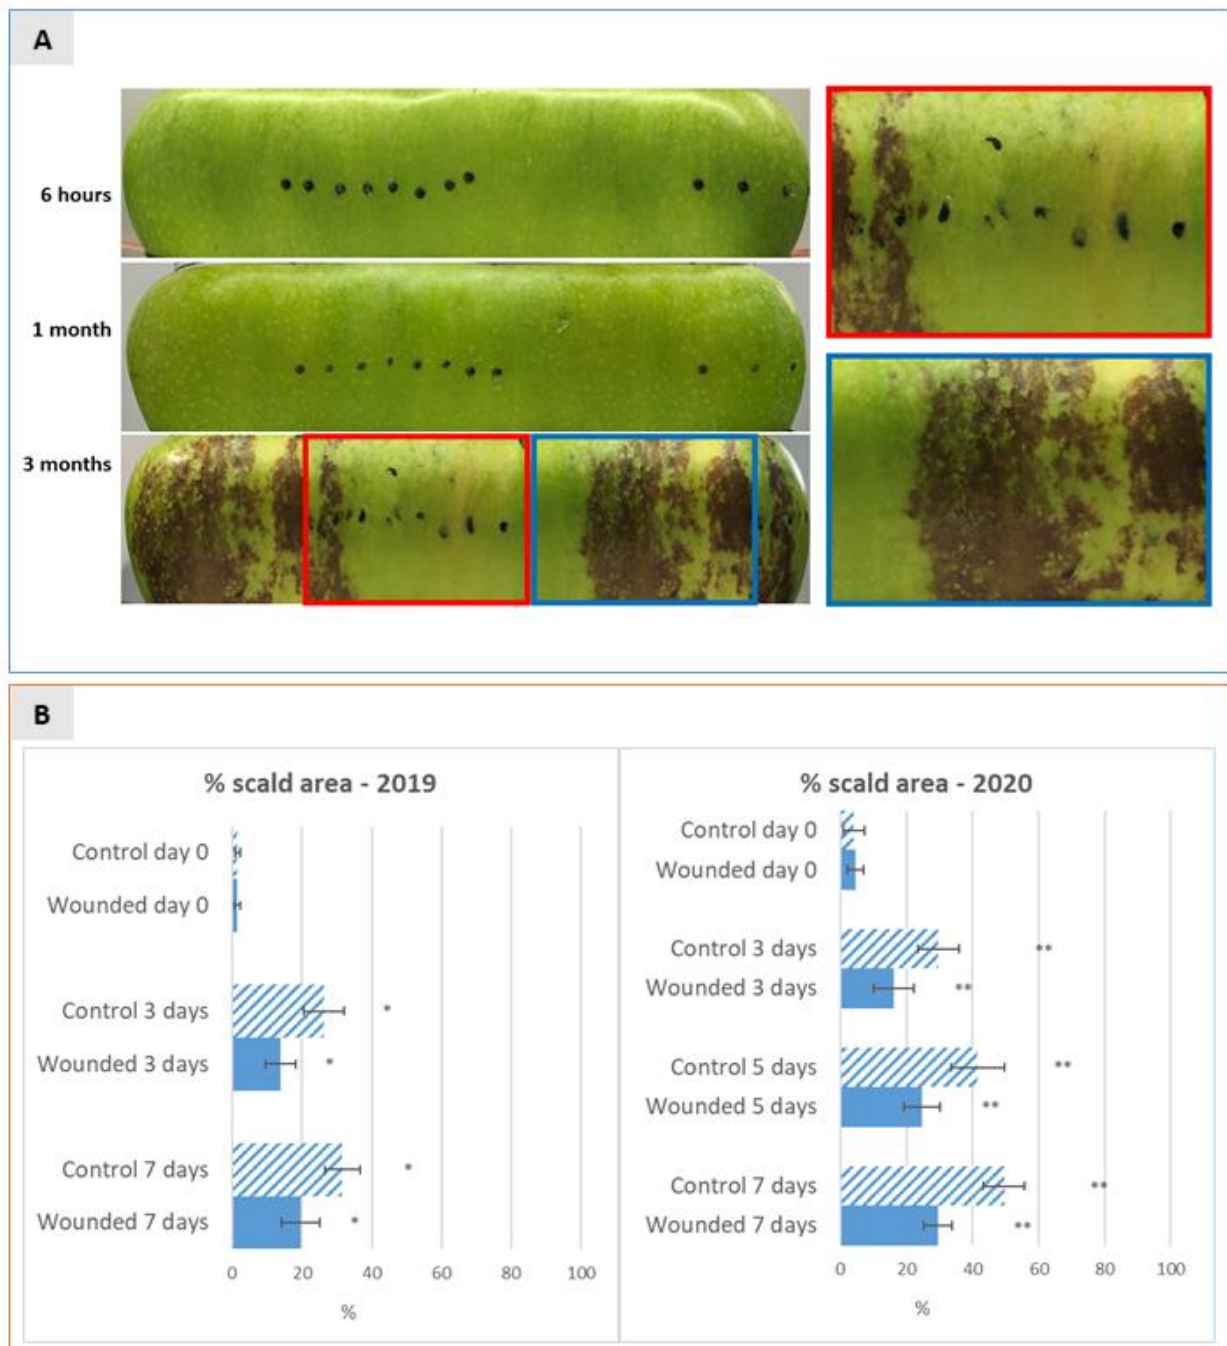 A
6 hours
1 month
3 months
B
% scald area - 2019
Control day 0
Wounded day 0
Control 3 days *
Wounded 3 days *
Control 7 days *
Wounded 7 days *
0 20 40 60 80 100
%
% scald area - 2020
Control day 0
Wounded day 0
Control 3 days **
Wounded 3 days **
Control 5 days **
Wounded 5 days **
Control 7 days **
Wounded 7 days **
0 20 40 60 80 100
%